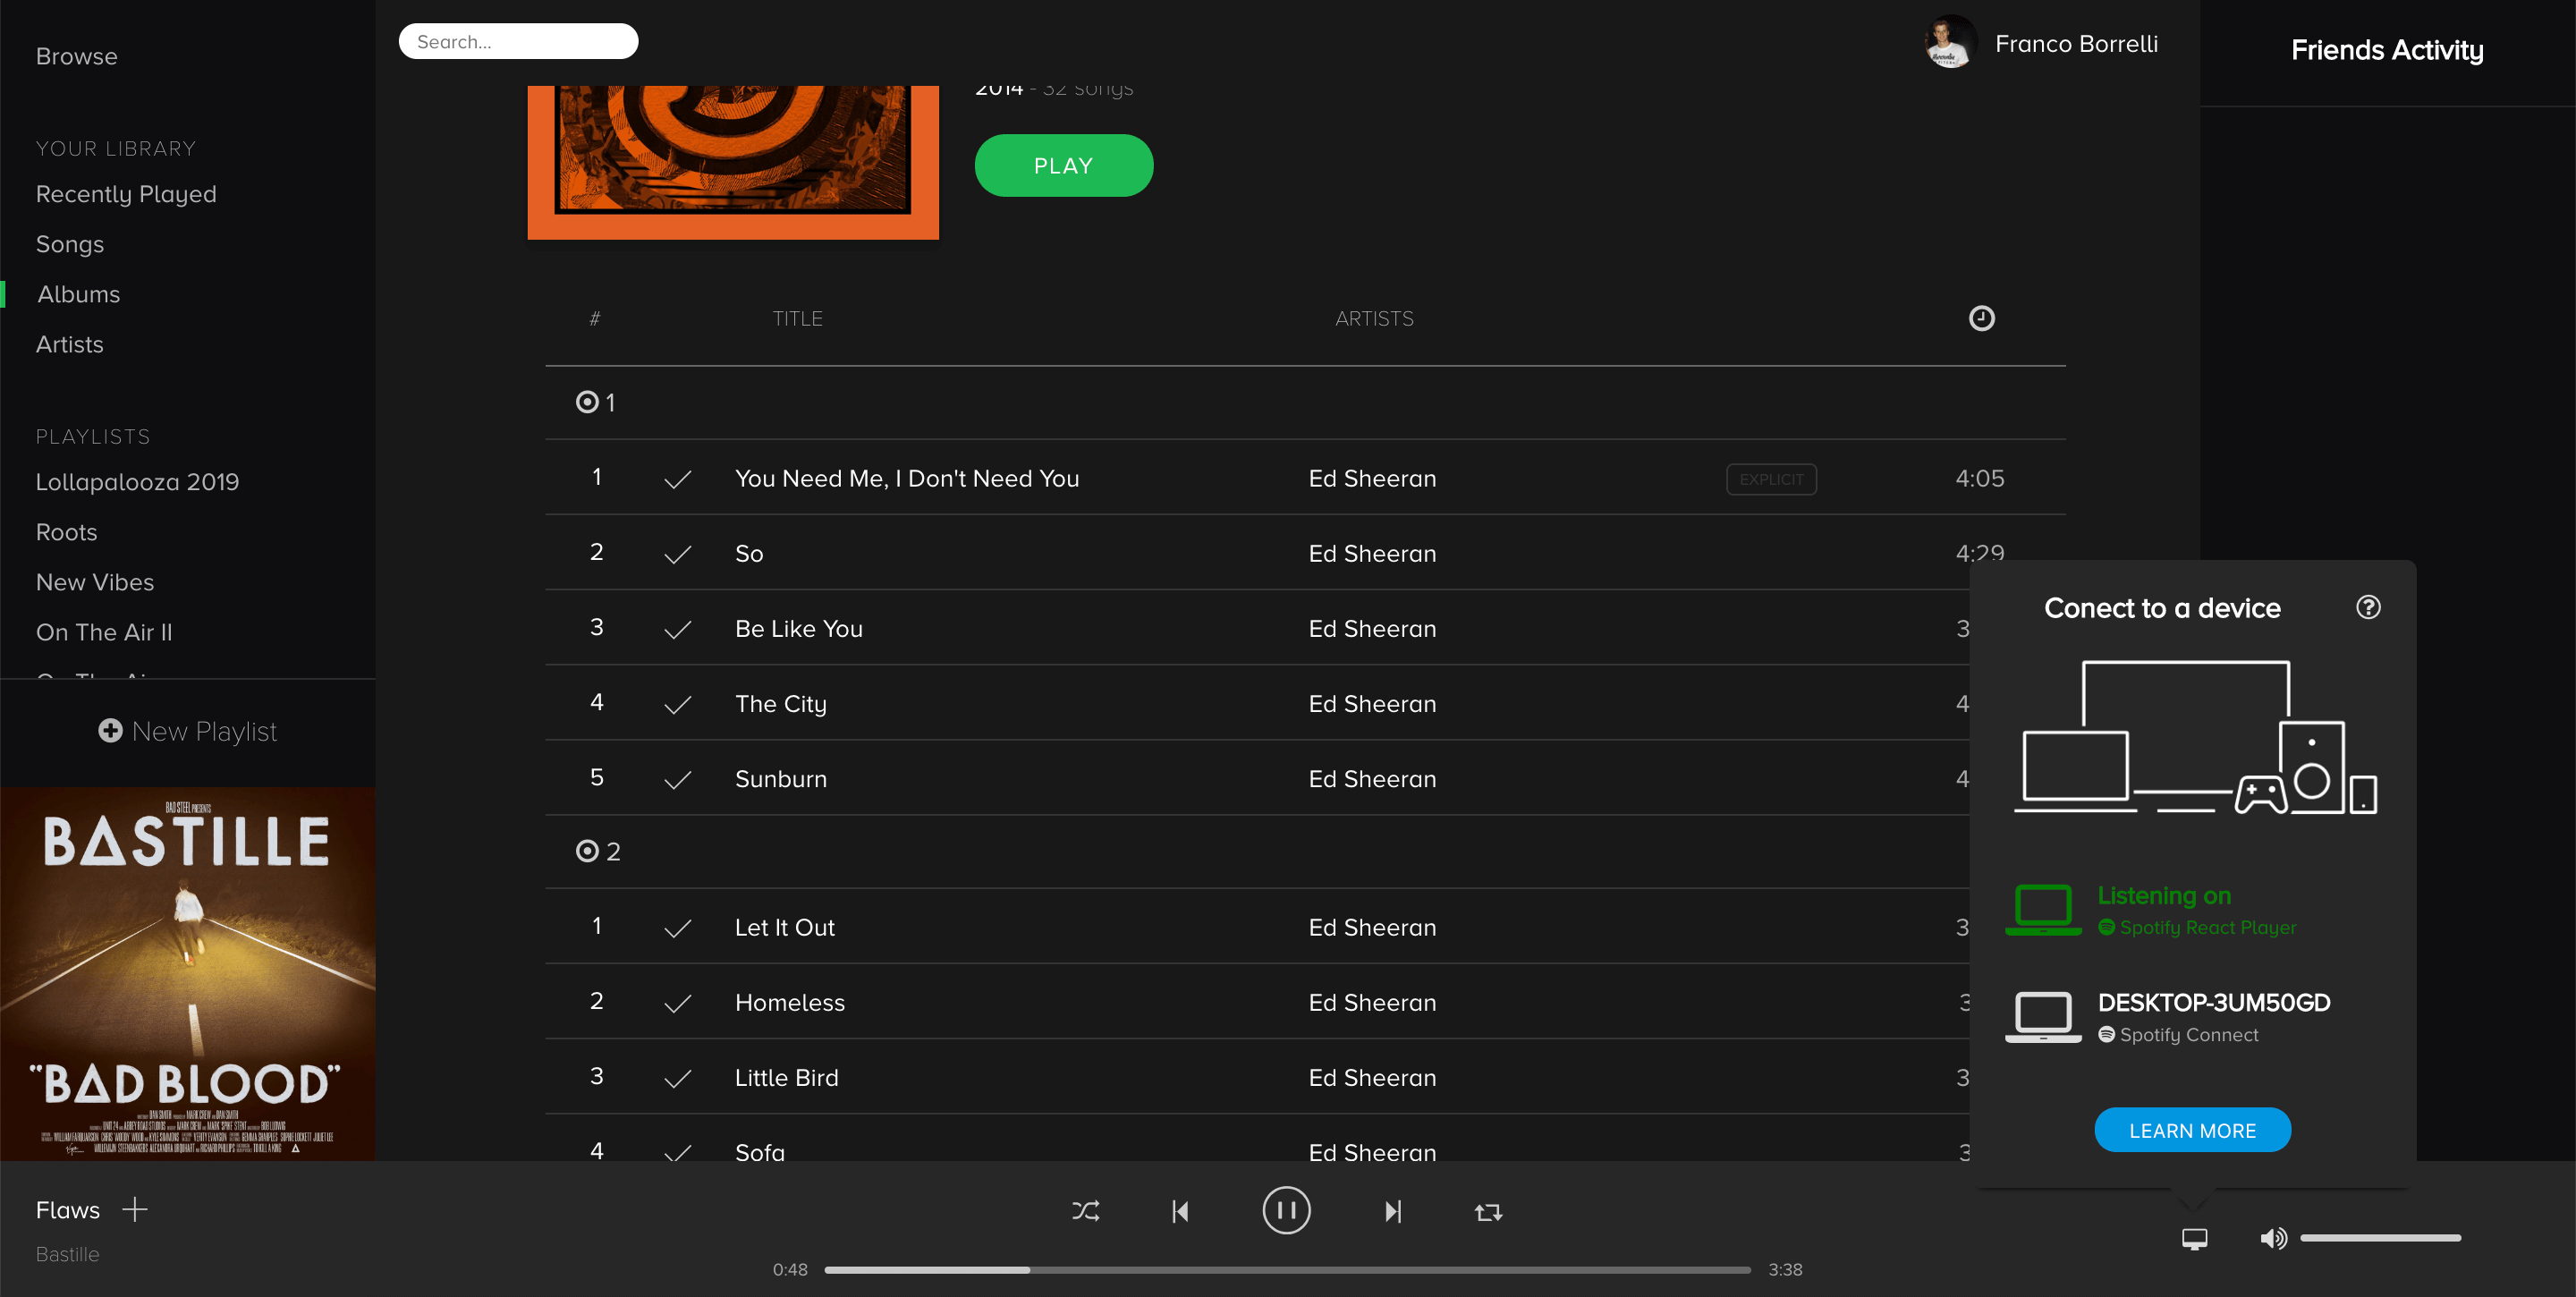 Browse
YOUR LIBRARY
Recently Played
Songs
Albums
Artists
PLAYLISTS
Lollapalooza 2019
Roots
New Vibes
On The Air II
New Playlist
BAD STEEL PRESENTS
BASTILLE
"BAD BLOOD"
Search...
Franco Borrelli
2014 - 32 songs
PLAY
# TITLE ARTISTS
1
1 You Need Me, I Don't Need You Ed Sheeran EXPLICIT 4:05
2 So Ed Sheeran 4:29
3 Be Like You Ed Sheeran 3
4 The City Ed Sheeran 4
5 Sunburn Ed Sheeran 4
2
1 Let It Out Ed Sheeran 3
2 Homeless Ed Sheeran 3
3 Little Bird Ed Sheeran 3
4 Sofa Ed Sheeran 3
Friends Activity
Conect to a device
Listening on
Spotify React Player
DESKTOP-3UM50GD
Spotify Connect
LEARN MORE
Flaws
Bastille
0:48 3:38